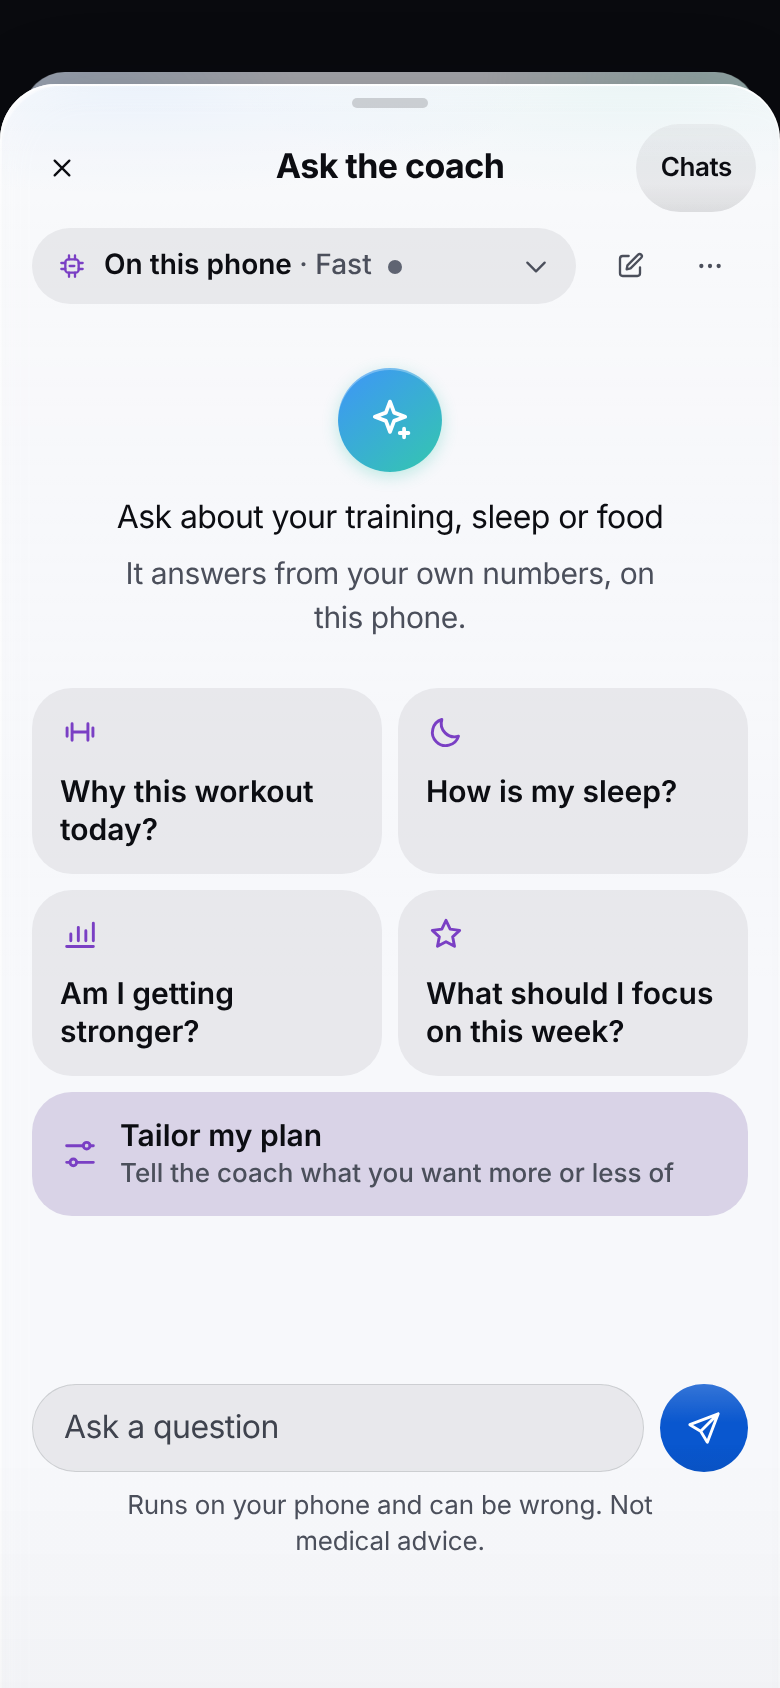 Ask the coach
Chats
On this phone · Fast
Ask about your training, sleep or food
It answers from your own numbers, on
this phone.
Why this workout
today?
How is my sleep?
Am I getting
stronger?
What should I focus
on this week?
Tailor my plan
Tell the coach what you want more or less of
Ask a question
Runs on your phone and can be wrong. Not
medical advice.